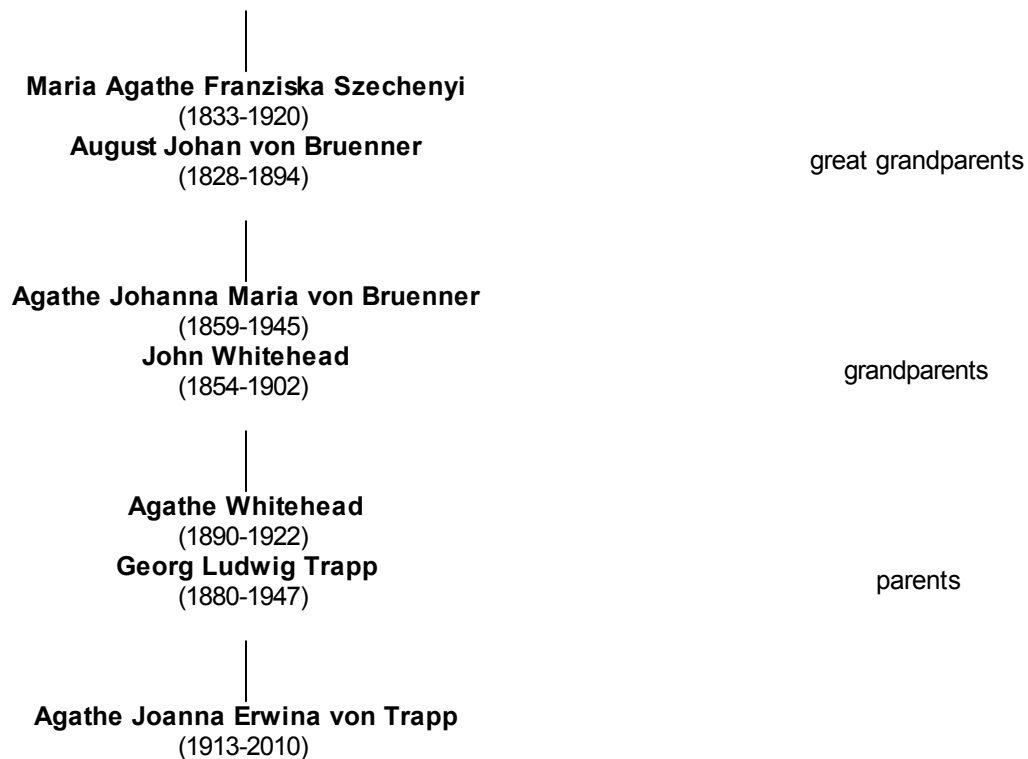 Maria Agathe Franziska Szechenyi
(1833-1920)
August Johan von Bruenner
(1828-1894)
great grandparents
Agathe Johanna Maria von Bruenner
(1859-1945)
John Whitehead
(1854-1902)
grandparents
Agathe Whitehead
(1890-1922)
Georg Ludwig Trapp
(1880-1947)
parents
Agathe Joanna Erwina von Trapp
(1913-2010)